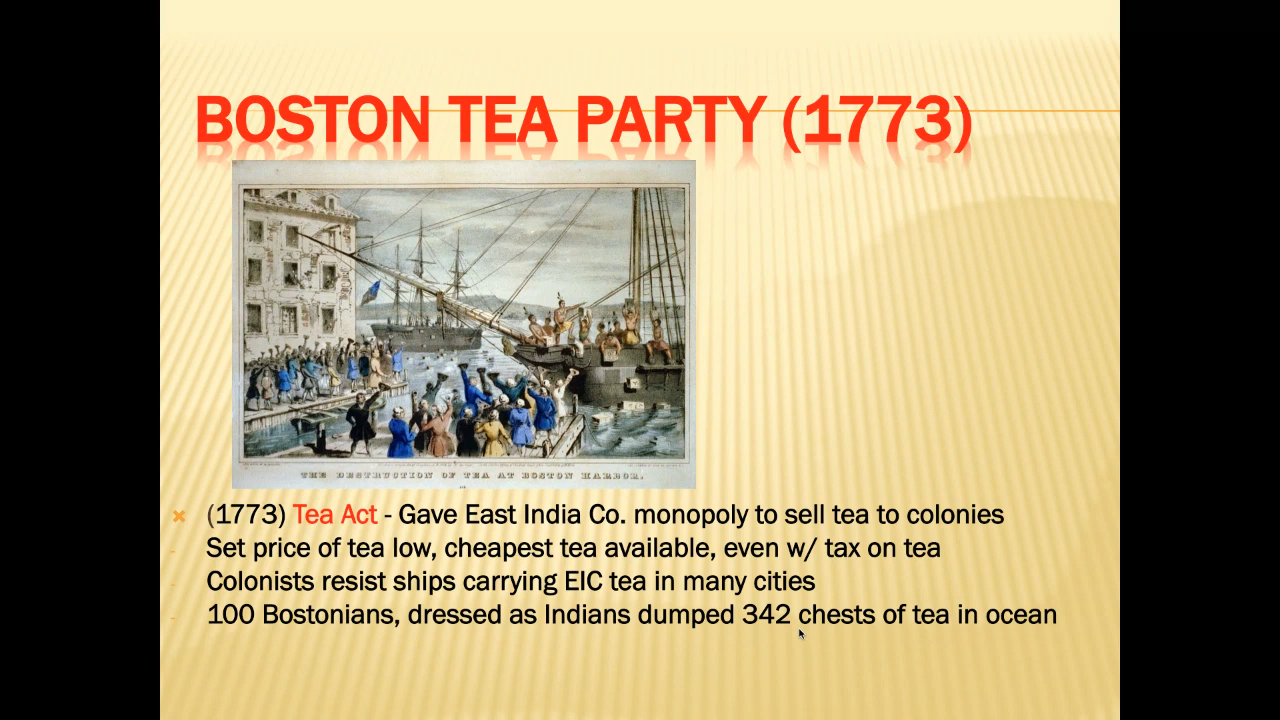 BOSTON TEA PARTY (1773)
THE DESTRUCTION OF TEA AT BOSTON HARBOR.
(1773) Tea Act - Gave East India Co. monopoly to sell tea to colonies
- Set price of tea low, cheapest tea available, even w/ tax on tea
- Colonists resist ships carrying EIC tea in many cities
- 100 Bostonians, dressed as Indians dumped 342 chests of tea in ocean